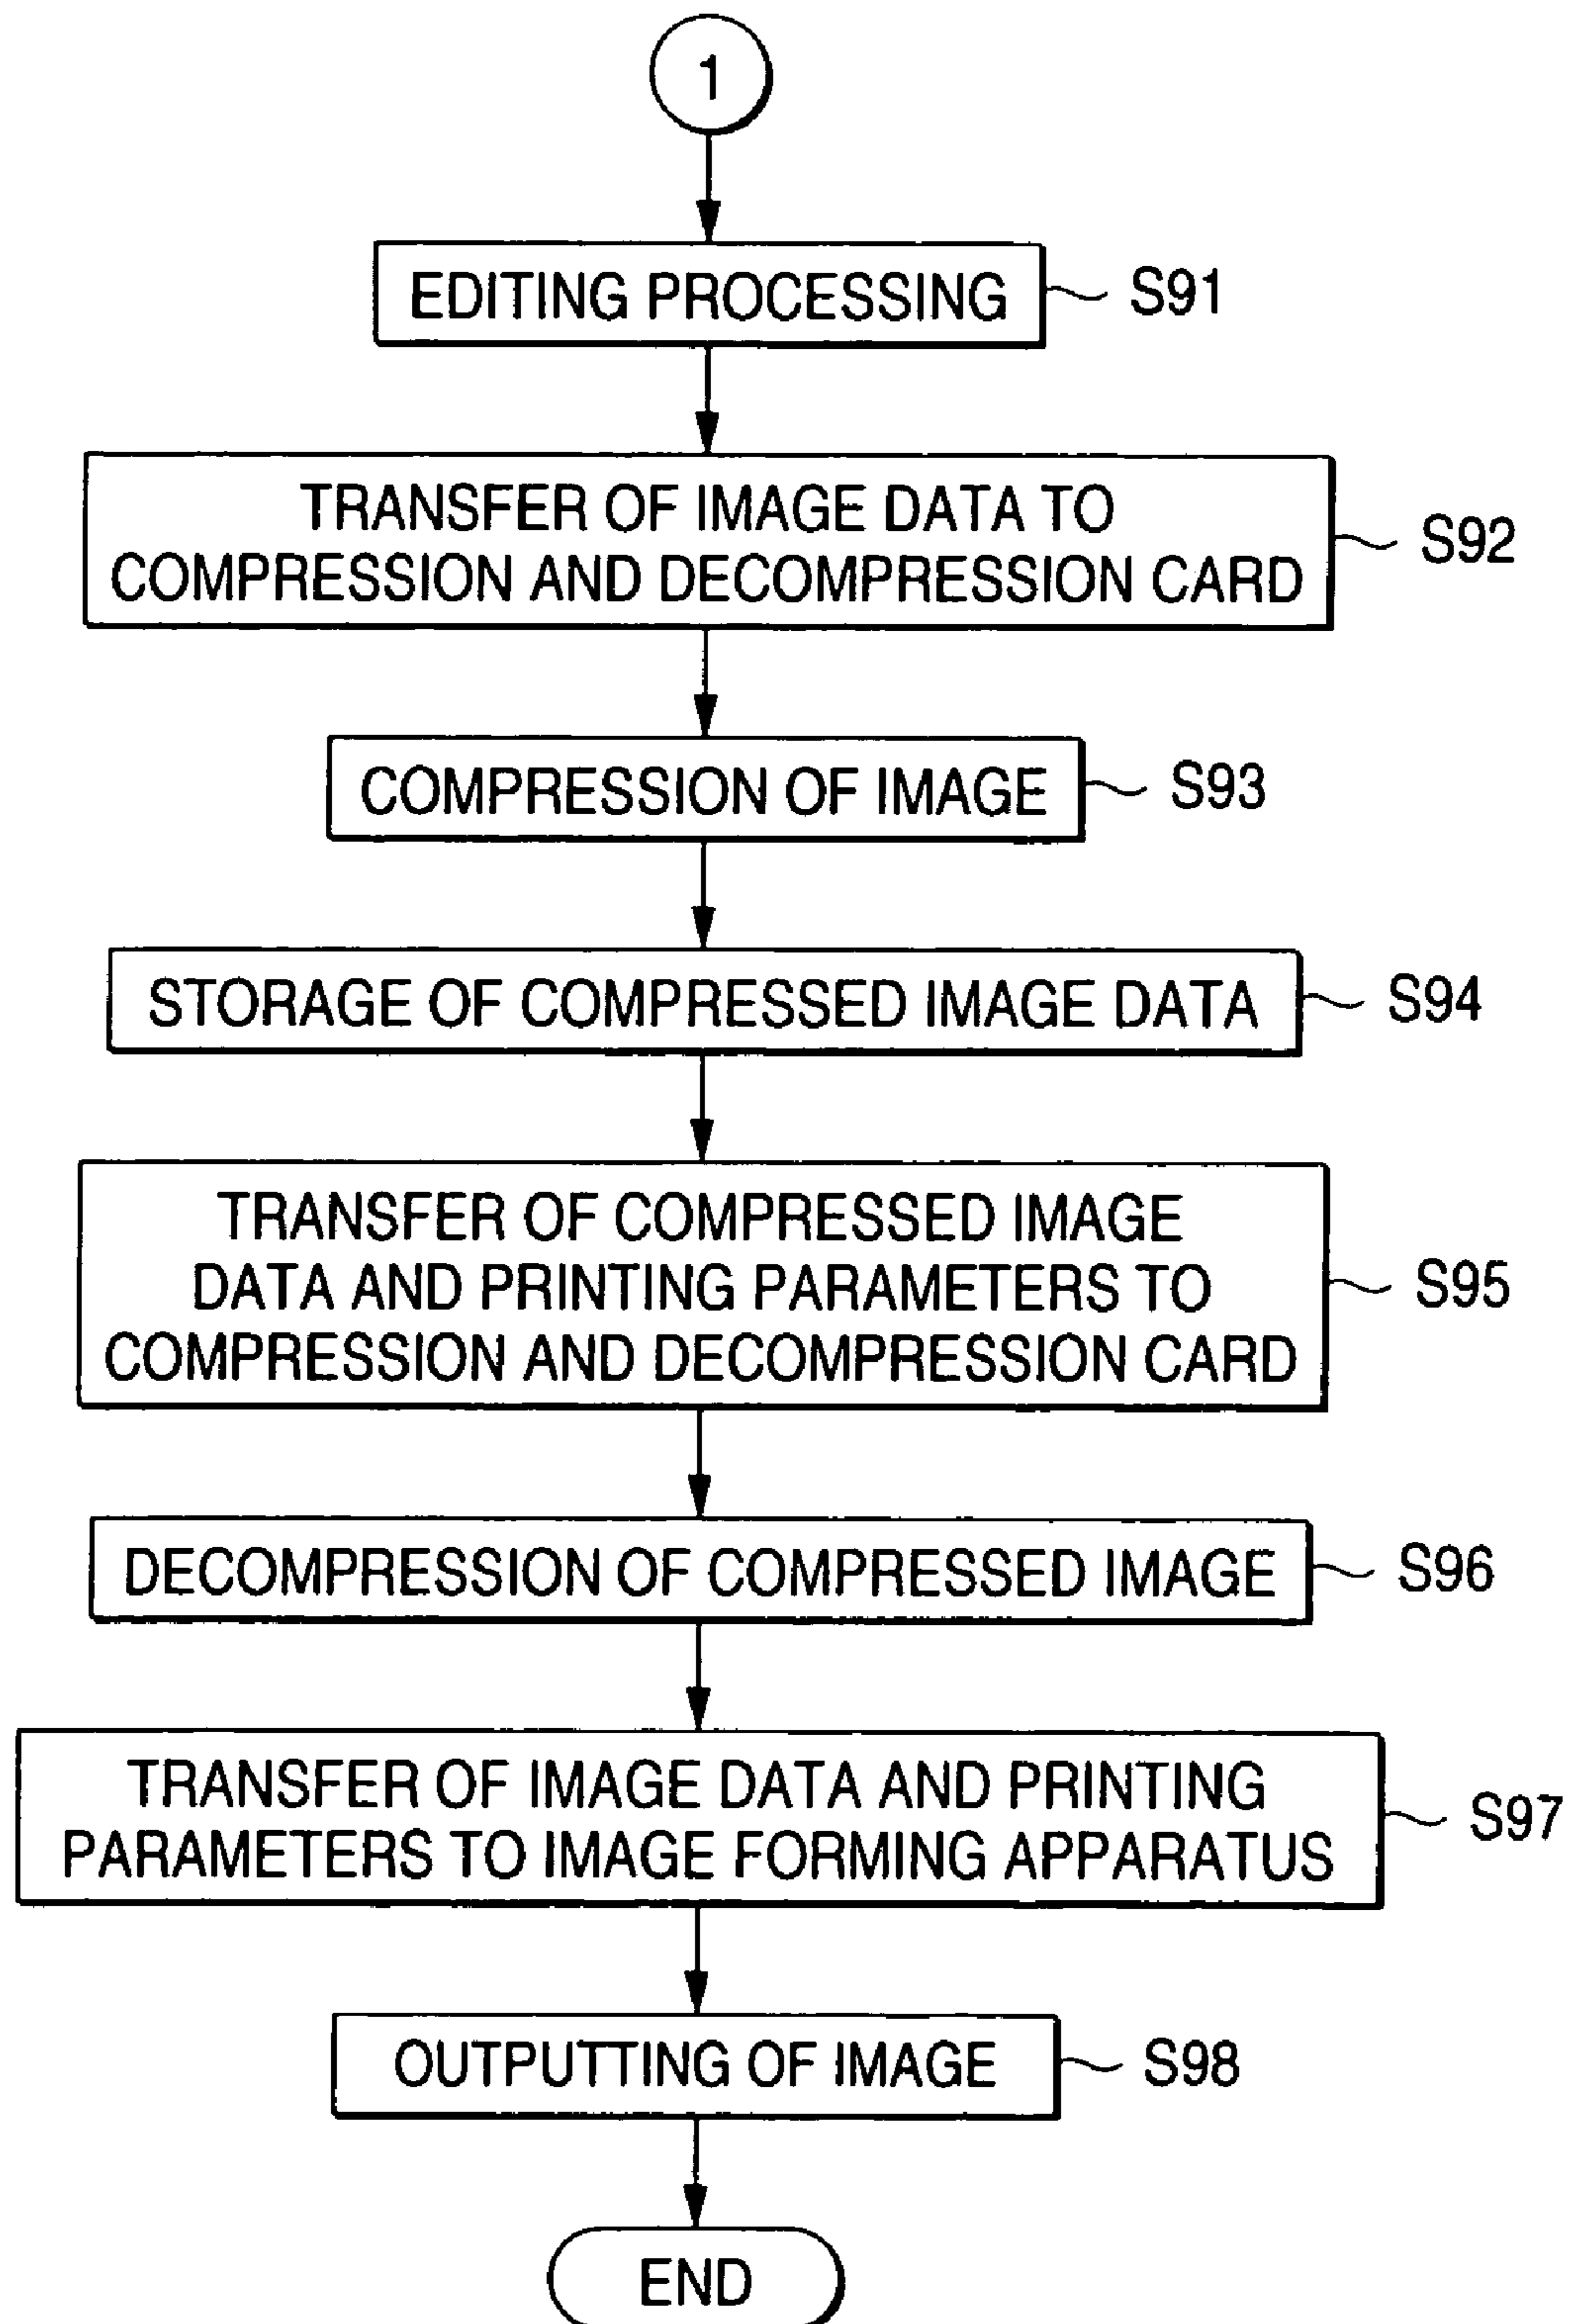 1
EDITING PROCESSING
S91
TRANSFER OF IMAGE DATA TO
COMPRESSION AND DECOMPRESSION CARD
S92
COMPRESSION OF IMAGE
S93
STORAGE OF COMPRESSED IMAGE DATA
S94
TRANSFER OF COMPRESSED IMAGE
DATA AND PRINTING PARAMETERS TO
COMPRESSION AND DECOMPRESSION CARD
S95
DECOMPRESSION OF COMPRESSED IMAGE
S96
TRANSFER OF IMAGE DATA AND PRINTING
PARAMETERS TO IMAGE FORMING APPARATUS
S97
OUTPUTTING OF IMAGE
S98
END